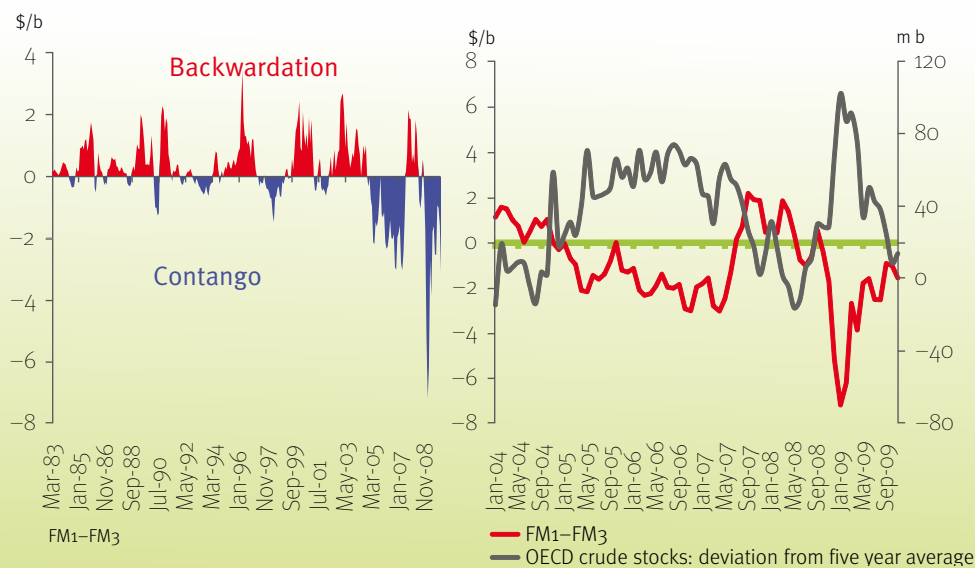 $/b
4
2
0
−2
−4
−6
−8
Backwardation
Contango
Mar-83
Jan-85
Nov-86
Sep-88
Jul-90
May-92
Mar-94
Jan-96
Nov-97
Sep-99
Jul-01
May-03
Mar-05
Jan-07
Nov-08
FM1–FM3
$/b
8
6
4
2
0
−2
−4
−6
−8
m b
120
80
40
0
−40
−80
Jan-04
May-04
Sep-04
Jan-05
May-05
Sep-05
Jan-06
May-06
Sep-06
Jan-07
May-07
Sep-07
Jan-08
May-08
Sep-08
Jan-09
May-09
Sep-09
FM1–FM3
OECD crude stocks: deviation from five year average